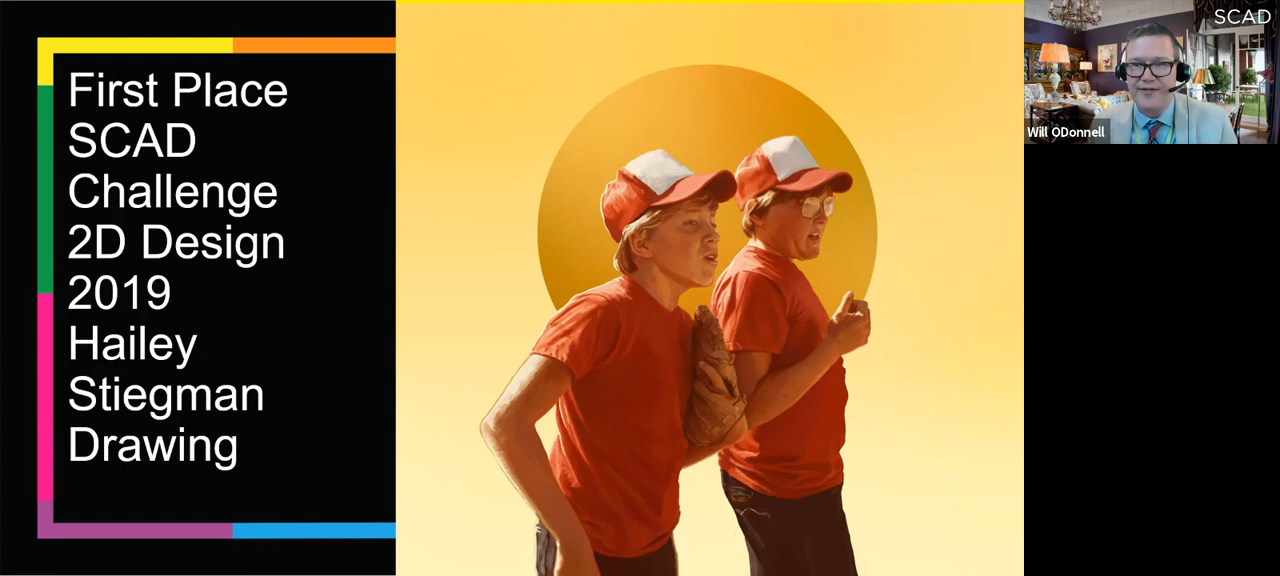 First Place
SCAD
Challenge
2D Design
2019
Hailey
Stiegman
Drawing
SCAD
Will ODonnell